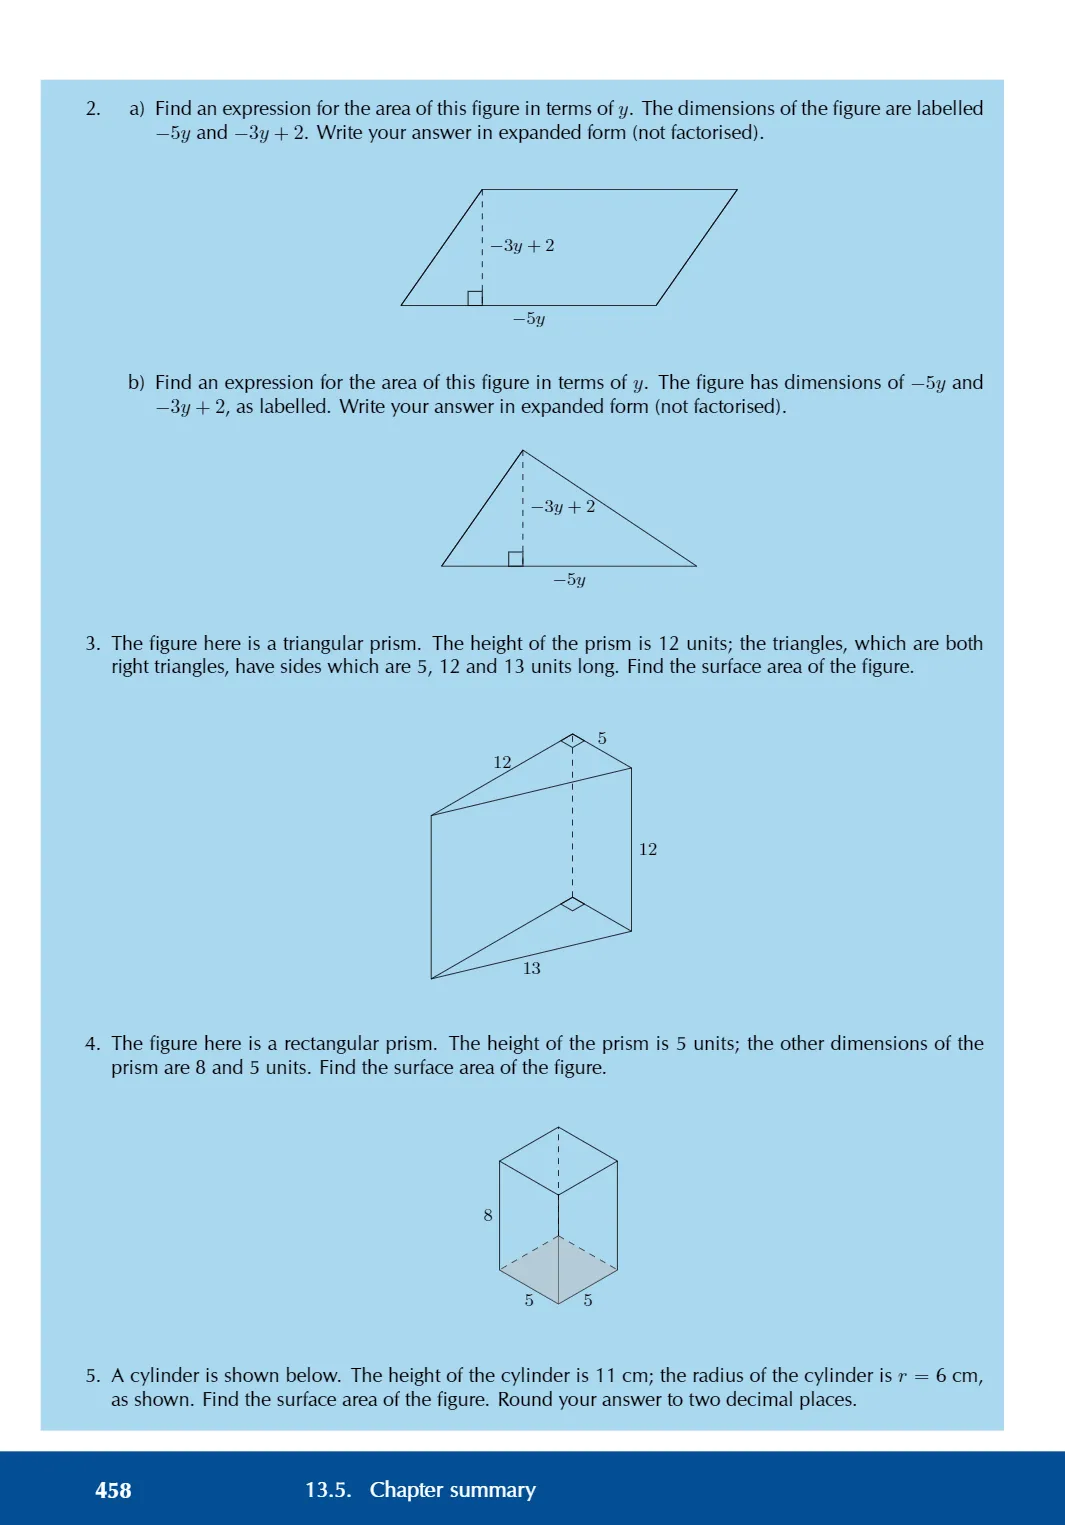 2. a) Find an expression for the area of this figure in terms of y. The dimensions of the figure are labelled
−5y and −3y + 2. Write your answer in expanded form (not factorised).
−3y + 2
−5y
b) Find an expression for the area of this figure in terms of y. The figure has dimensions of −5y and
−3y + 2, as labelled. Write your answer in expanded form (not factorised).
−3y + 2
−5y
3. The figure here is a triangular prism. The height of the prism is 12 units; the triangles, which are both
right triangles, have sides which are 5, 12 and 13 units long. Find the surface area of the figure.
5
12
12
13
4. The figure here is a rectangular prism. The height of the prism is 5 units; the other dimensions of the
prism are 8 and 5 units. Find the surface area of the figure.
8
5 5
5. A cylinder is shown below. The height of the cylinder is 11 cm; the radius of the cylinder is r = 6 cm,
as shown. Find the surface area of the figure. Round your answer to two decimal places.
458 13.5. Chapter summary